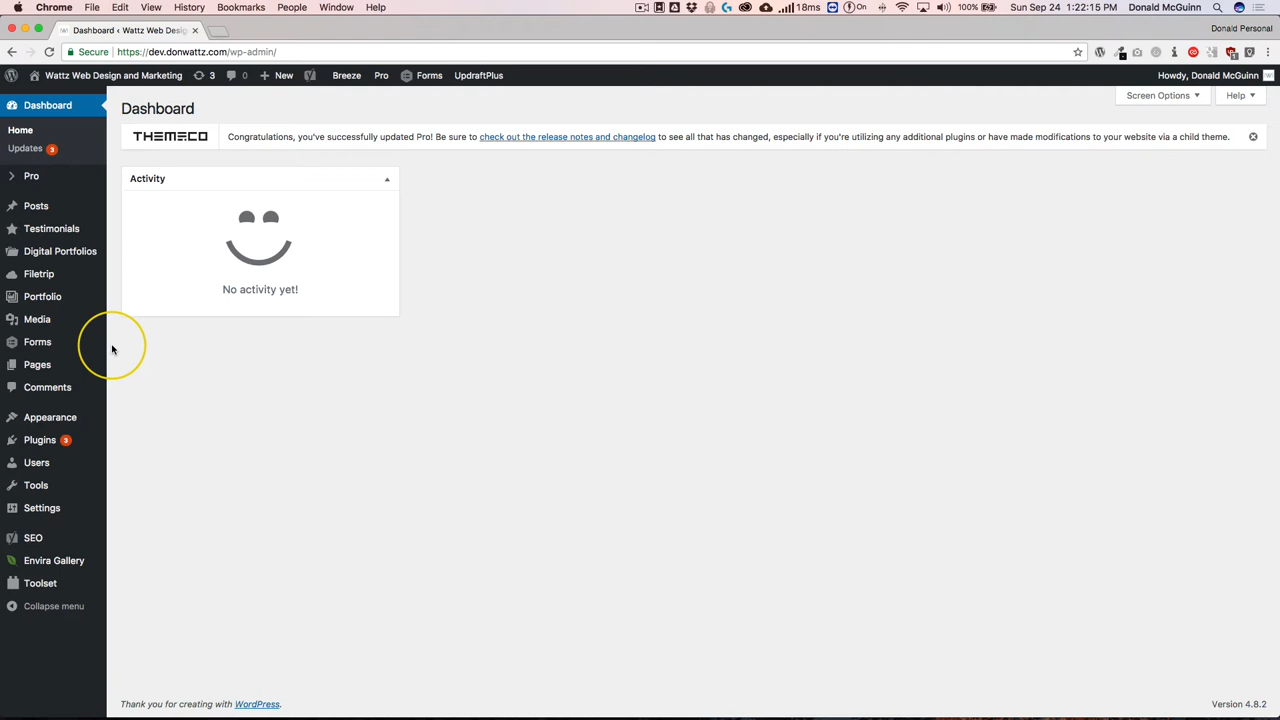 Chrome File Edit View History Bookmarks People Window Help 18ms On 100% Sun Sep 24 1:22:15 PM Donald McGuinn
Dashboard ‹ Wattz Web Desig Donald Personal
Secure https://dev.donwattz.com/wp-admin/
Wattz Web Design and Marketing 3 0 New Breeze Pro Forms UpdraftPlus Howdy, Donald McGuinn
Dashboard
Home
Updates 3
Pro
Posts
Testimonials
Digital Portfolios
Filetrip
Portfolio
Media
Forms
Pages
Comments
Appearance
Plugins 3
Users
Tools
Settings
SEO
Envira Gallery
Toolset
Collapse menu
Screen Options Help
Dashboard
THEMECO Congratulations, you've successfully updated Pro! Be sure to check out the release notes and changelog to see all that has changed, especially if you're utilizing any additional plugins or have made modifications to your website via a child theme.
Activity
No activity yet!
Thank you for creating with WordPress. Version 4.8.2